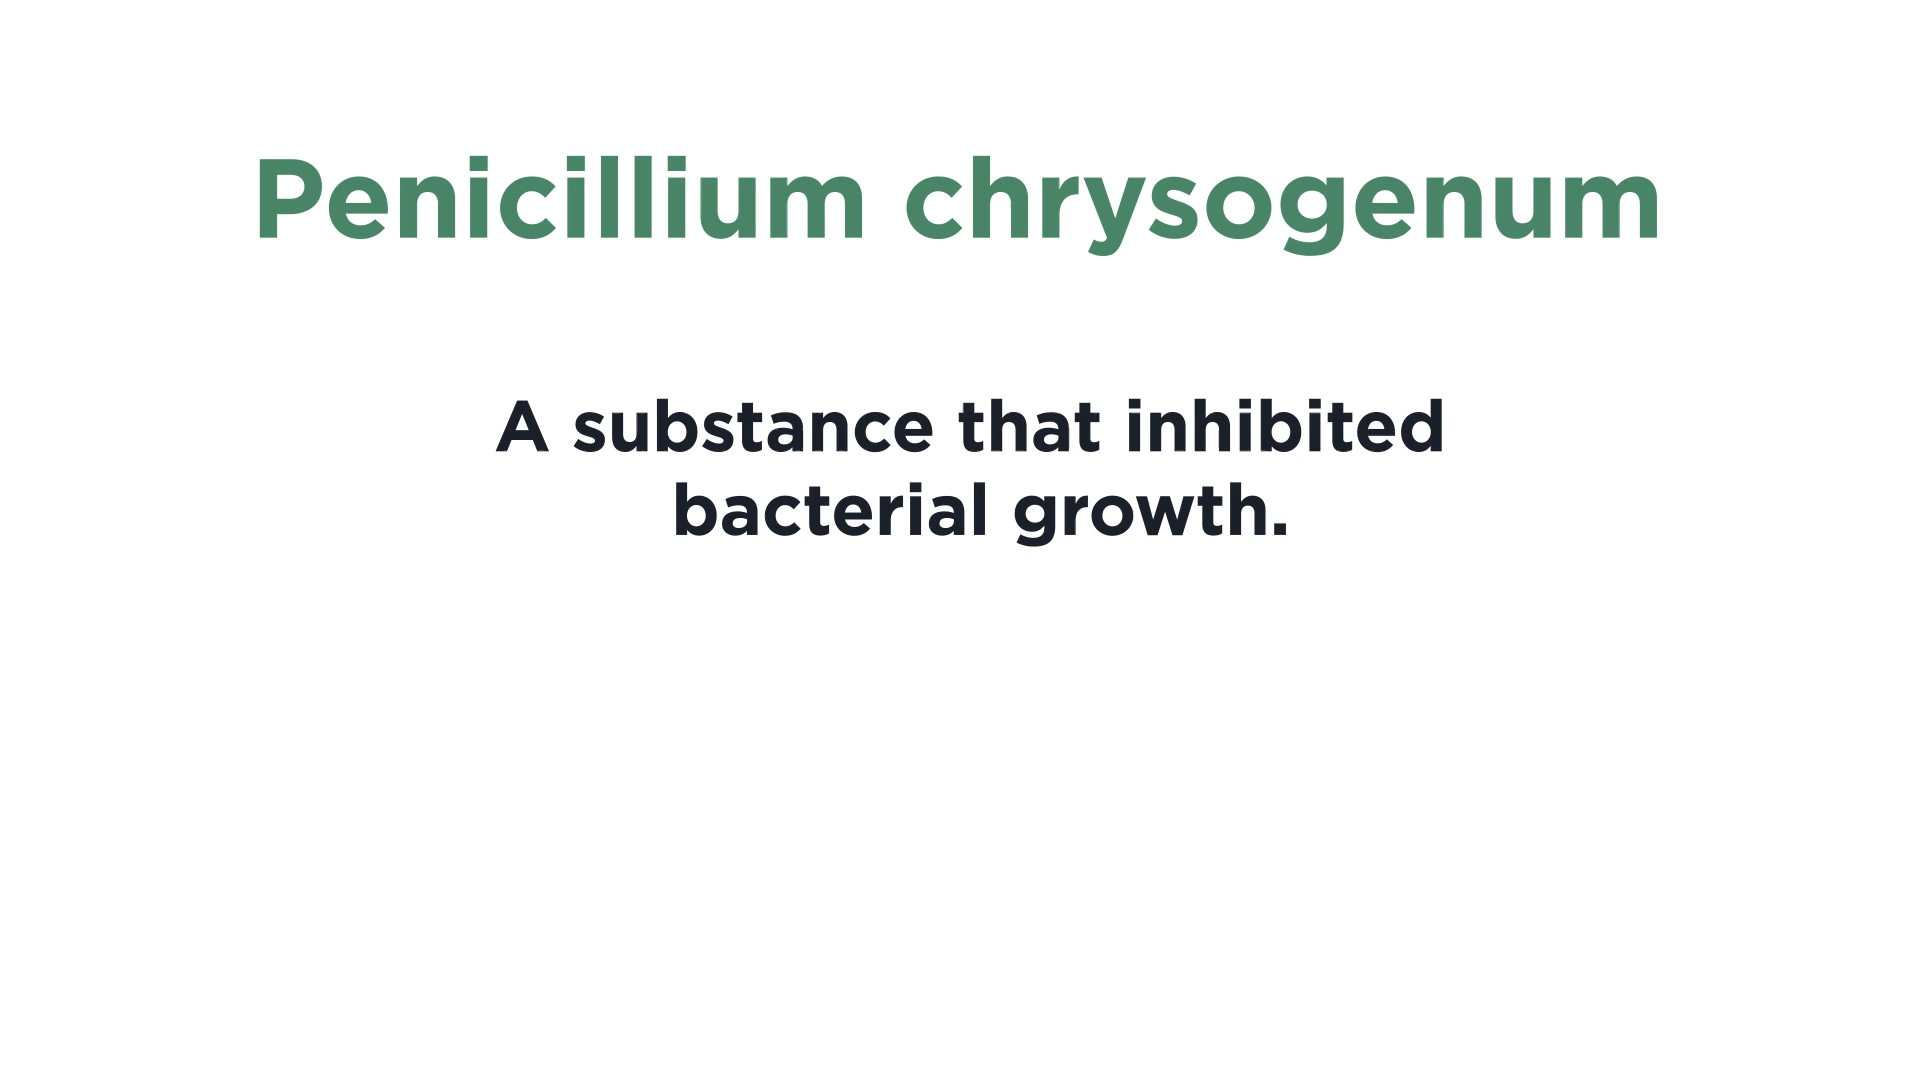 Penicillium chrysogenum
A substance that inhibited
bacterial growth.